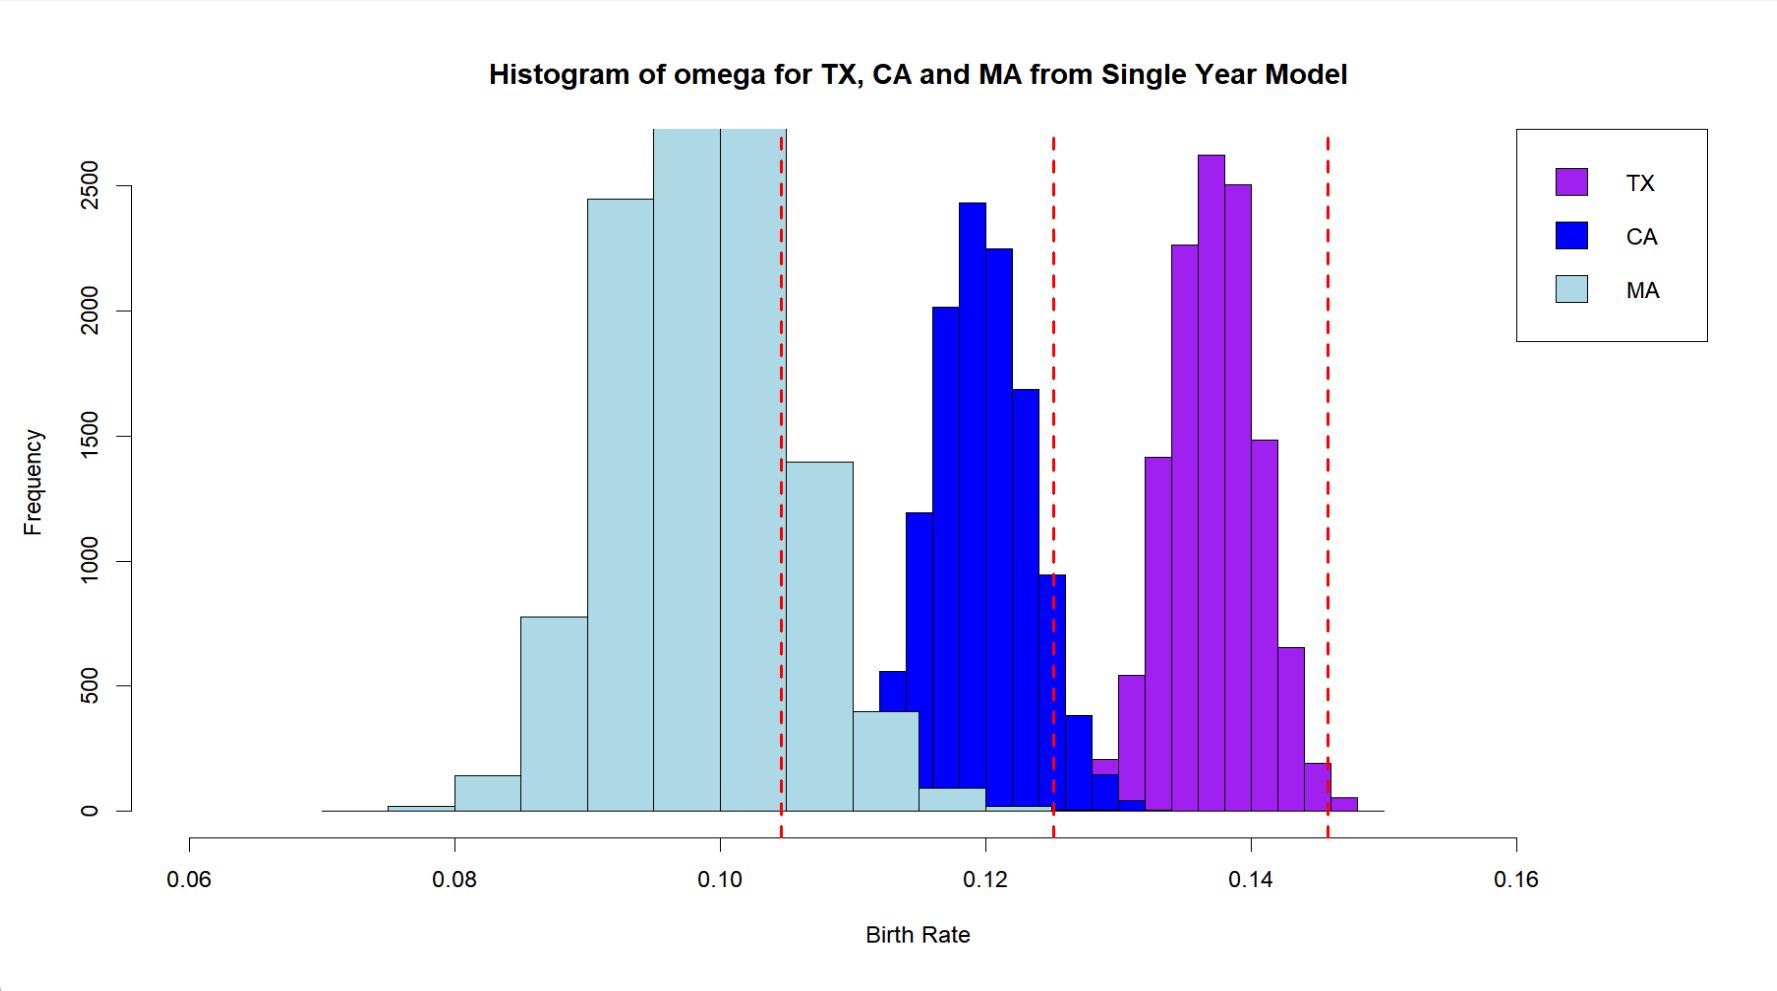 Histogram of omega for TX, CA and MA from Single Year Model
TX
CA
MA
Frequency
2500
2000
1500
1000
500
0
0.06 0.08 0.10 0.12 0.14 0.16
Birth Rate